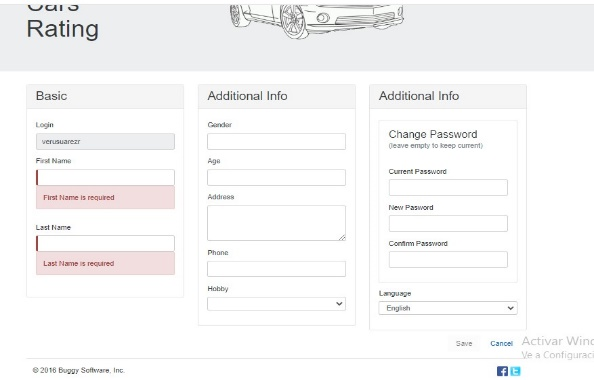 Cars
Rating
Basic
Login
verusuarezr
First Name
First Name is required
Last Name
Last Name is required
Additional Info
Gender
Age
Address
Phone
Hobby
Additional Info
Change Password
(leave empty to keep current)
Current Password
New Pasword
Confirm Password
Language
English
Save Cancel
Activar Winc
Ve a Configuraci
© 2016 Buggy Software, Inc.